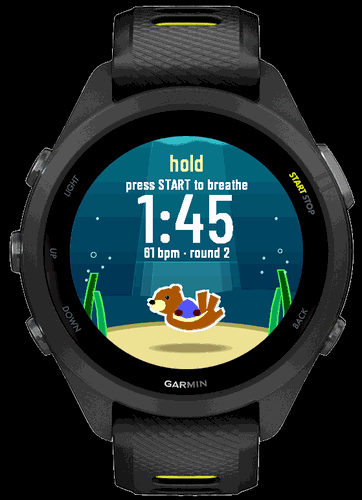 hold
press START to breathe
1:45
61 bpm · round 2
LIGHT
START STOP
UP
DOWN
BACK
GARMIN